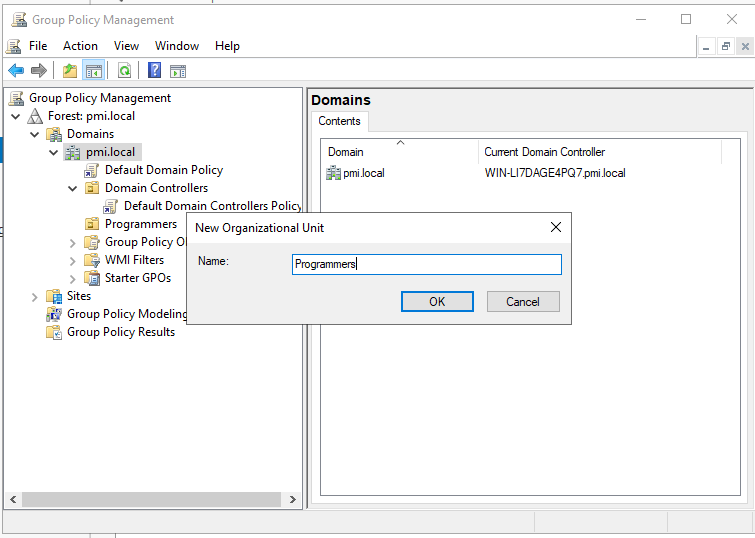 Group Policy Management
File Action View Window Help
Group Policy Management
Forest: pmi.local
Domains
pmi.local
Default Domain Policy
Domain Controllers
Default Domain Controllers Policy
Programmers
Group Policy O
WMI Filters
Starter GPOs
Sites
Group Policy Modeling
Group Policy Results
Domains
Contents
Domain Current Domain Controller
pmi.local WIN-LI7DAGE4PQ7.pmi.local
New Organizational Unit
Name: Programmers
OK Cancel